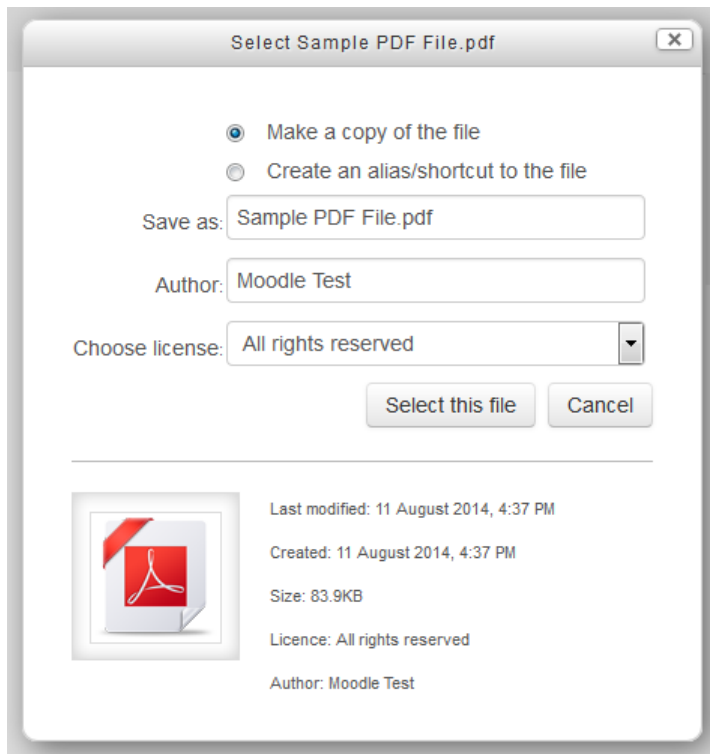 Select Sample PDF File.pdf
Make a copy of the file
Create an alias/shortcut to the file
Save as: Sample PDF File.pdf
Author: Moodle Test
Choose license: All rights reserved
Select this file Cancel
Last modified: 11 August 2014, 4:37 PM
Created: 11 August 2014, 4:37 PM
Size: 83.9KB
Licence: All rights reserved
Author: Moodle Test